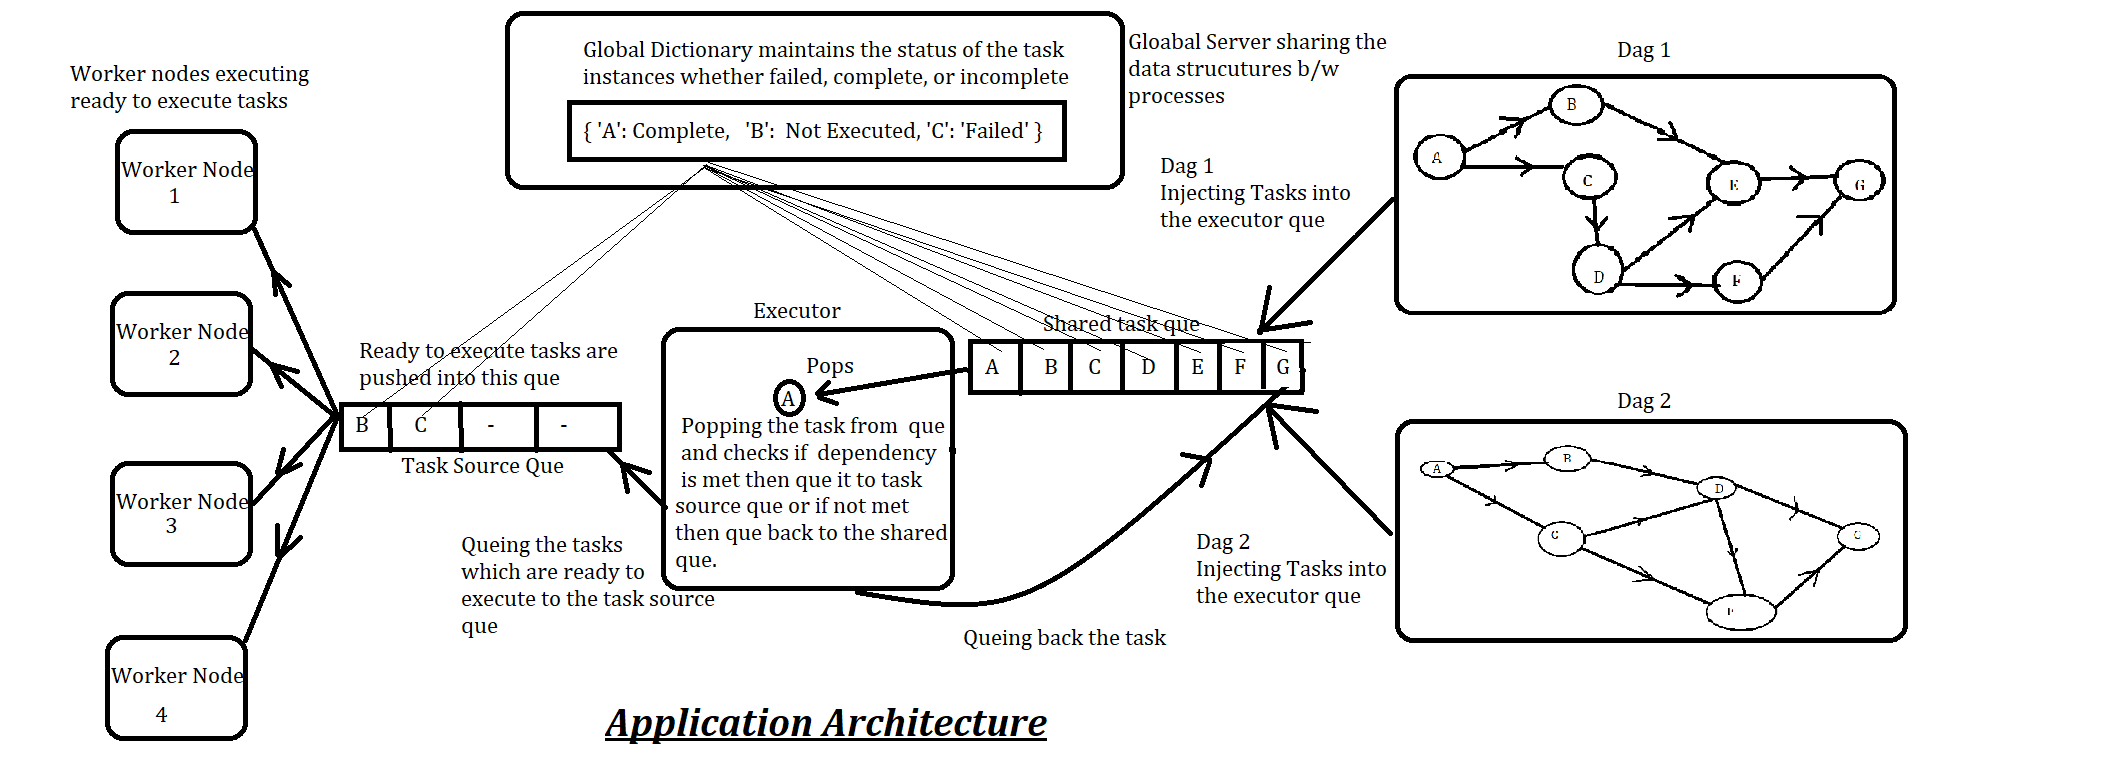 Worker nodes executing
ready to execute tasks
Worker Node
1
Worker Node
2
Worker Node
3
Worker Node
4
Ready to execute tasks are
pushed into this que
B C - -
Task Source Que
Queing the tasks
which are ready to
execute to the task source
que
Global Dictionary maintains the status of the task
instances whether failed, complete, or incomplete
{ 'A': Complete, 'B': Not Executed, 'C': 'Failed' }
Gloabal Server sharing the
data strucutures b/w
processes
Executor
Pops
A
Popping the task from que
and checks if dependency
is met then que it to task
source que or if not met
then que back to the shared
que.
Shared task que
A B C D E F G
Queing back the task
Dag 1
Injecting Tasks into
the executor que
Dag 1
A
B
C
D
E
F
G
Dag 2
Injecting Tasks into
the executor que
Dag 2
A
B
D
Application Architecture